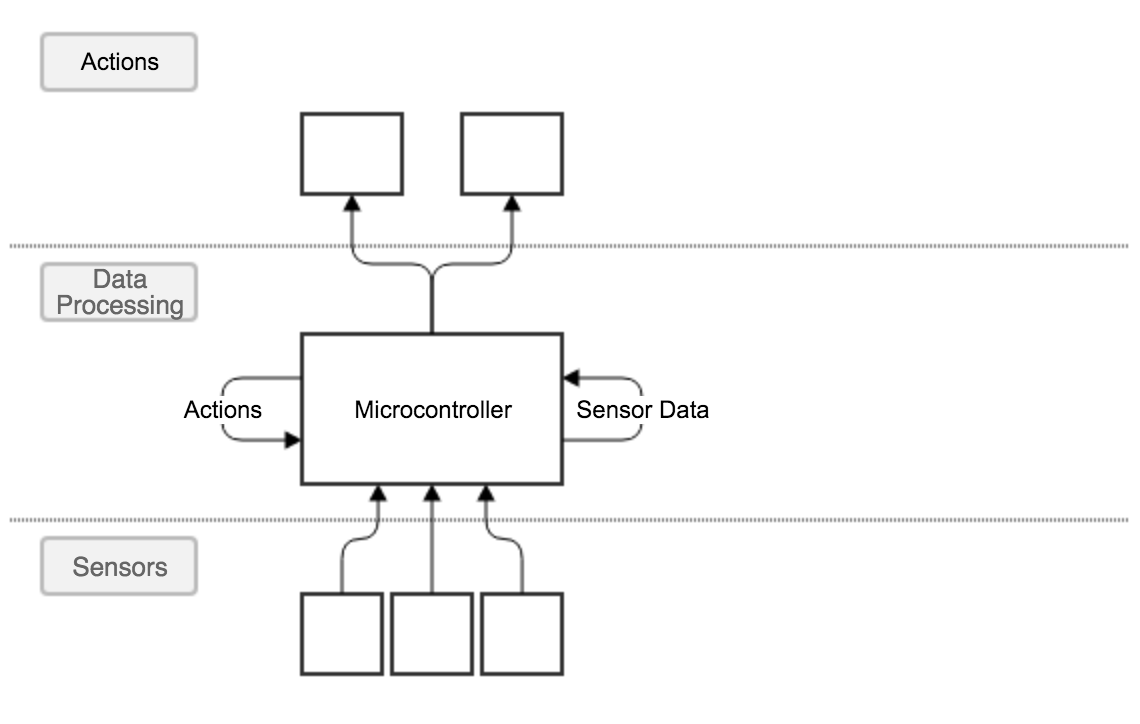 Actions
Data
Processing
Actions
Microcontroller
Sensor Data
Sensors